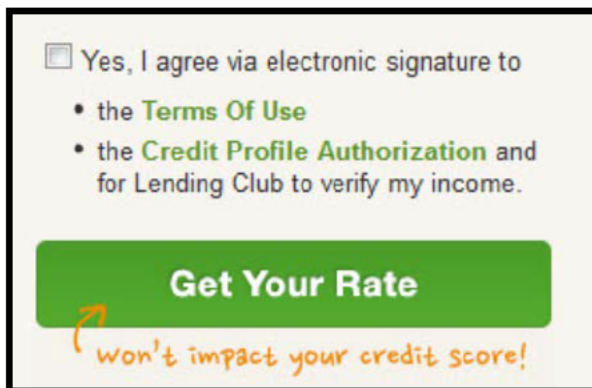 Yes, I agree via electronic signature to
• the Terms Of Use
• the Credit Profile Authorization and
for Lending Club to verify my income.
Get Your Rate
won't impact your credit score!